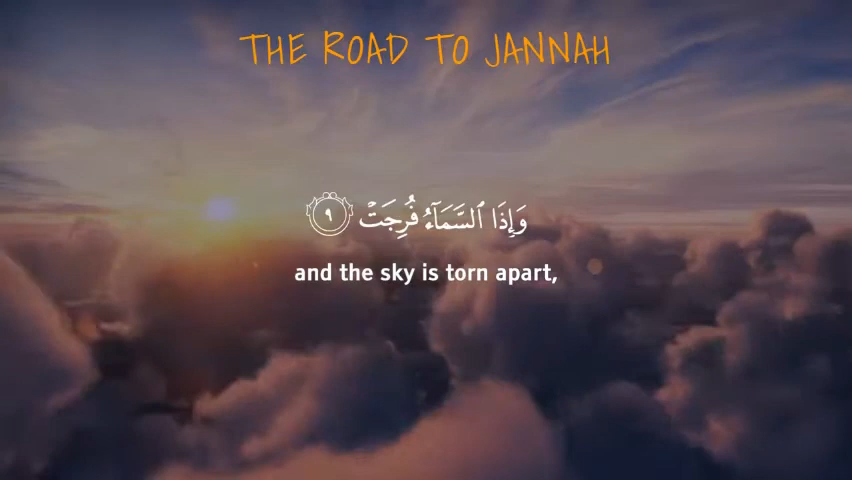 THE ROAD TO JANNAH
وَإِذَا ٱلسَّمَآءُ فُرِجَتْ ٩
and the sky is torn apart,